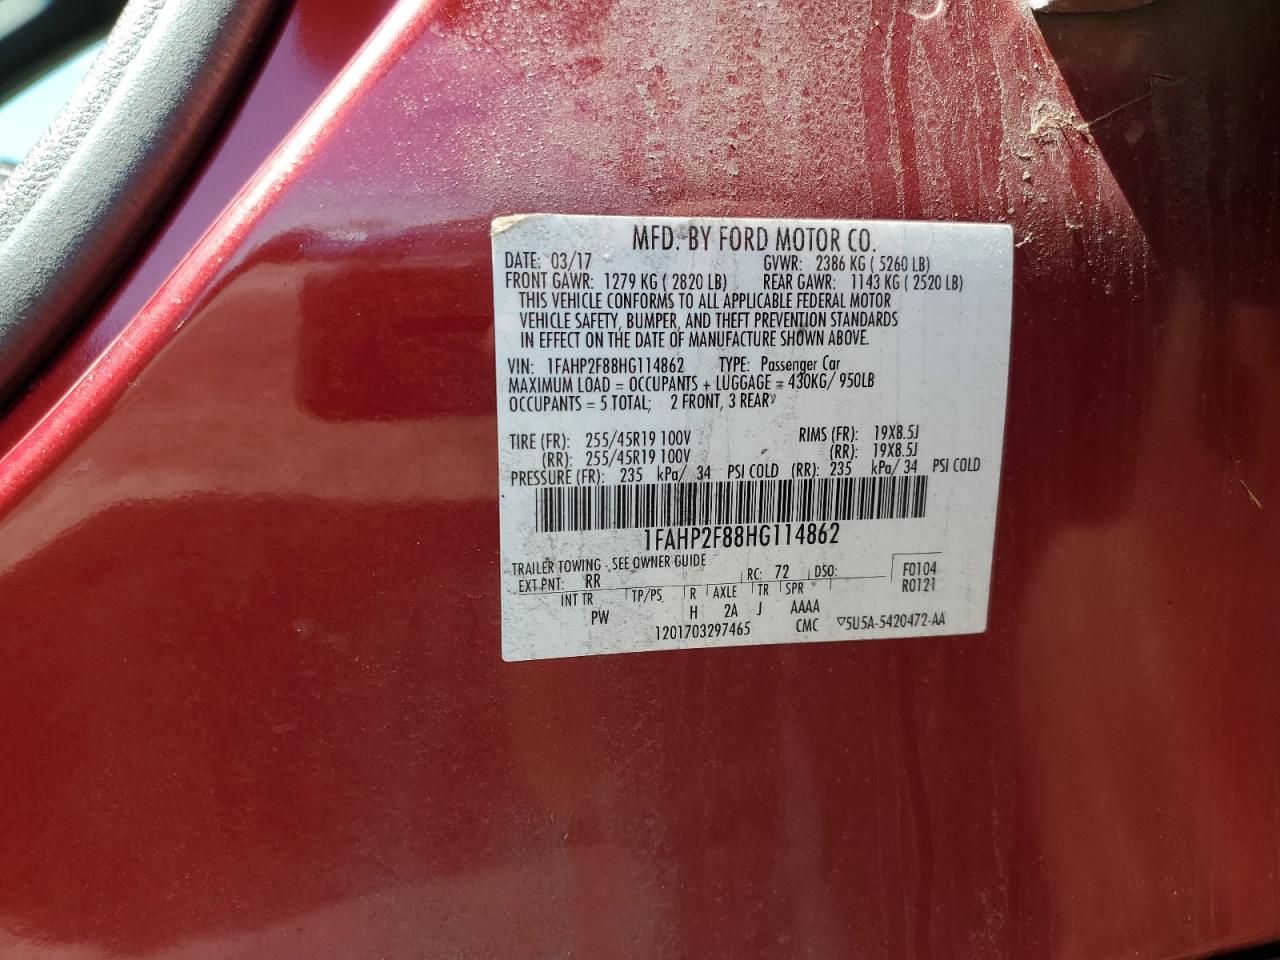 MFD. BY FORD MOTOR CO.
DATE: 03/17 GVWR: 2386 KG ( 5260 LB)
FRONT GAWR: 1279 KG ( 2820 LB) REAR GAWR: 1143 KG ( 2520 LB)
THIS VEHICLE CONFORMS TO ALL APPLICABLE FEDERAL MOTOR
VEHICLE SAFETY, BUMPER, AND THEFT PREVENTION STANDARDS
IN EFFECT ON THE DATE OF MANUFACTURE SHOWN ABOVE.
VIN: 1FAHP2F88HG114862 TYPE: Passenger Car
MAXIMUM LOAD = OCCUPANTS + LUGGAGE = 430KG/ 950LB
OCCUPANTS = 5 TOTAL; 2 FRONT, 3 REAR
TIRE (FR): 255/45R19 100V RIMS (FR): 19X8.5J
(RR): 255/45R19 100V (RR): 19X8.5J
PRESSURE (FR): 235 kPa/ 34 PSI COLD (RR): 235 kPa/ 34 PSI COLD
1FAHP2F88HG114862
TRAILER TOWING - SEE OWNER GUIDE
EXT PNT: RR RC: 72 DSO: F0104
R0121
INT TR TP/PS R AXLE TR SPR
PW H 2A J AAAA
1201703297465 CMC ▽5U5A-5420472-AA